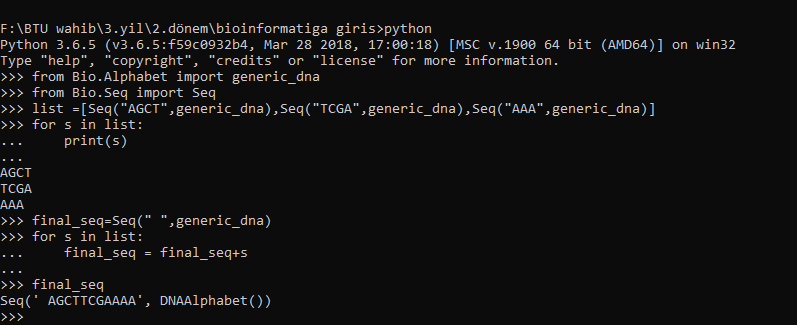 F:\BTU wahib\3.yil\2.dönem\bioinformatiga giris>python
Python 3.6.5 (v3.6.5:f59c0932b4, Mar 28 2018, 17:00:18) [MSC v.1900 64 bit (AMD64)] on win32
Type "help", "copyright", "credits" or "license" for more information.
>>> from Bio.Alphabet import generic_dna
>>> from Bio.Seq import Seq
>>> list =[Seq("AGCT",generic_dna),Seq("TCGA",generic_dna),Seq("AAA",generic_dna)]
>>> for s in list:
...     print(s)
...
AGCT
TCGA
AAA
>>> final_seq=Seq(" ",generic_dna)
>>> for s in list:
...     final_seq = final_seq+s
...
>>> final_seq
Seq(' AGCTTCGAAAA', DNAAlphabet())
>>>